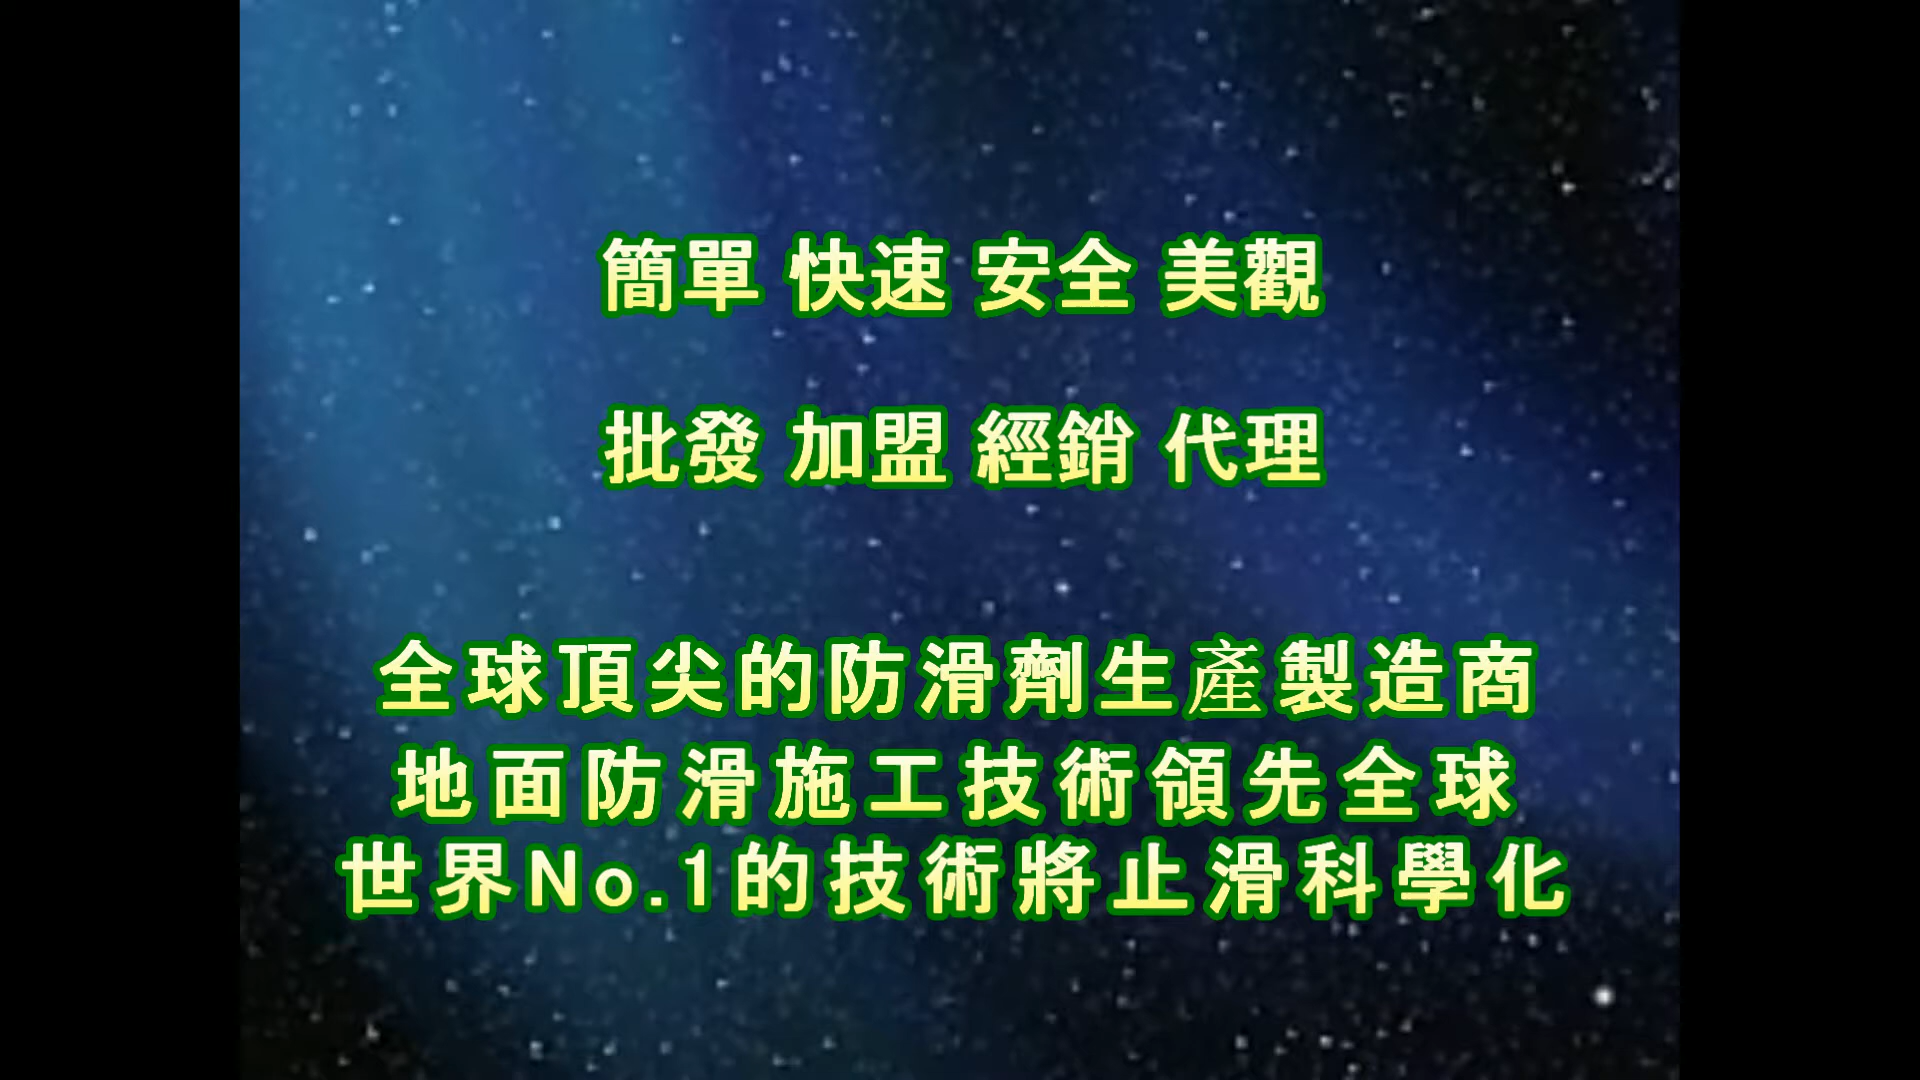 簡單 快速 安全 美觀
批發 加盟 經銷 代理
全球頂尖的防滑劑生產製造商
地面防滑施工技術領先全球
世界No.1的技術將止滑科學化